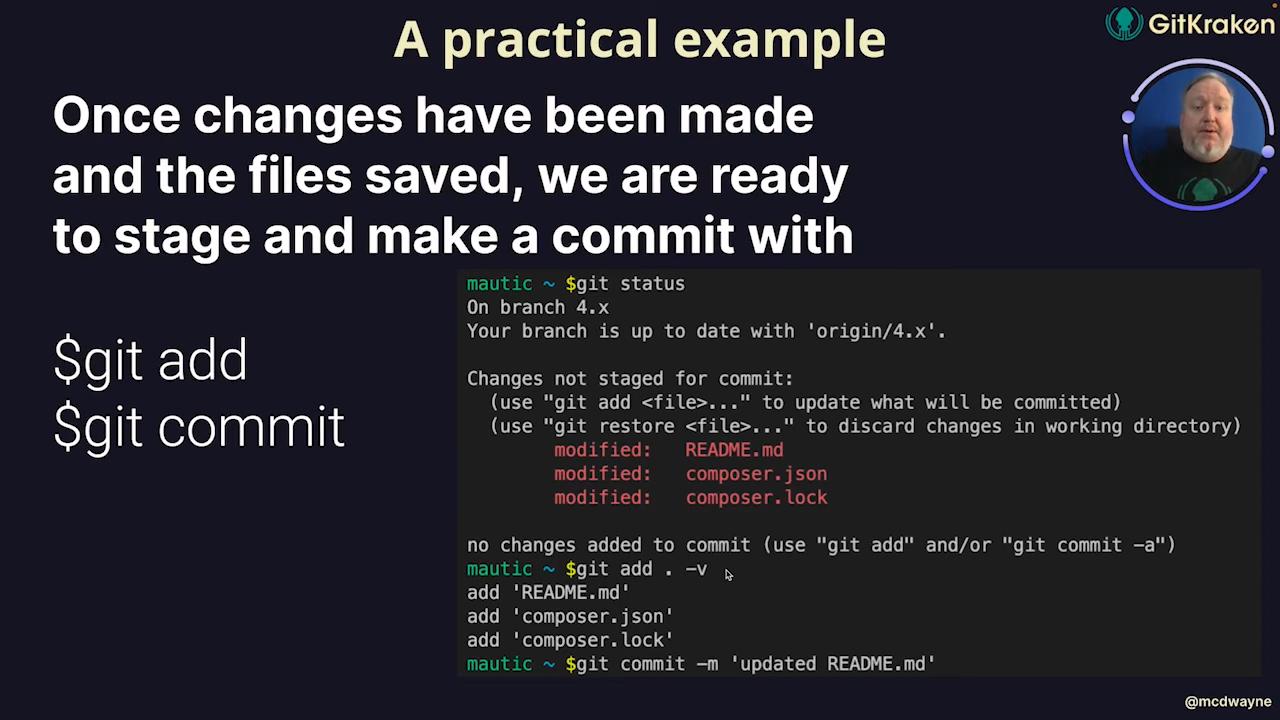 A practical example
GitKraken
Once changes have been made
and the files saved, we are ready
to stage and make a commit with
$git add
$git commit
mautic ~ $git status
On branch 4.x
Your branch is up to date with 'origin/4.x'.
Changes not staged for commit:
(use "git add <file>..." to update what will be committed)
(use "git restore <file>..." to discard changes in working directory)
modified: README.md
modified: composer.json
modified: composer.lock
no changes added to commit (use "git add" and/or "git commit -a")
mautic ~ $git add . -v
add 'README.md'
add 'composer.json'
add 'composer.lock'
mautic ~ $git commit -m 'updated README.md'
@mcdwayne